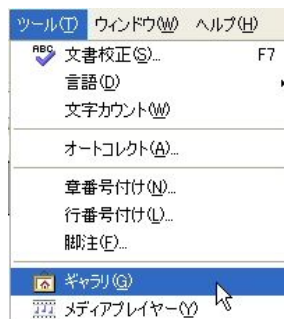 ツール(T) ウィンドウ(W) ヘルプ(H)
ABC 文書校正(S)... F7
言語(D)
文字カウント(W)
オートコレクト(A)...
章番号付け(N)...
行番号付け(L)...
脚注(F)...
ギャラリ(G)
メディアプレイヤー(Y)